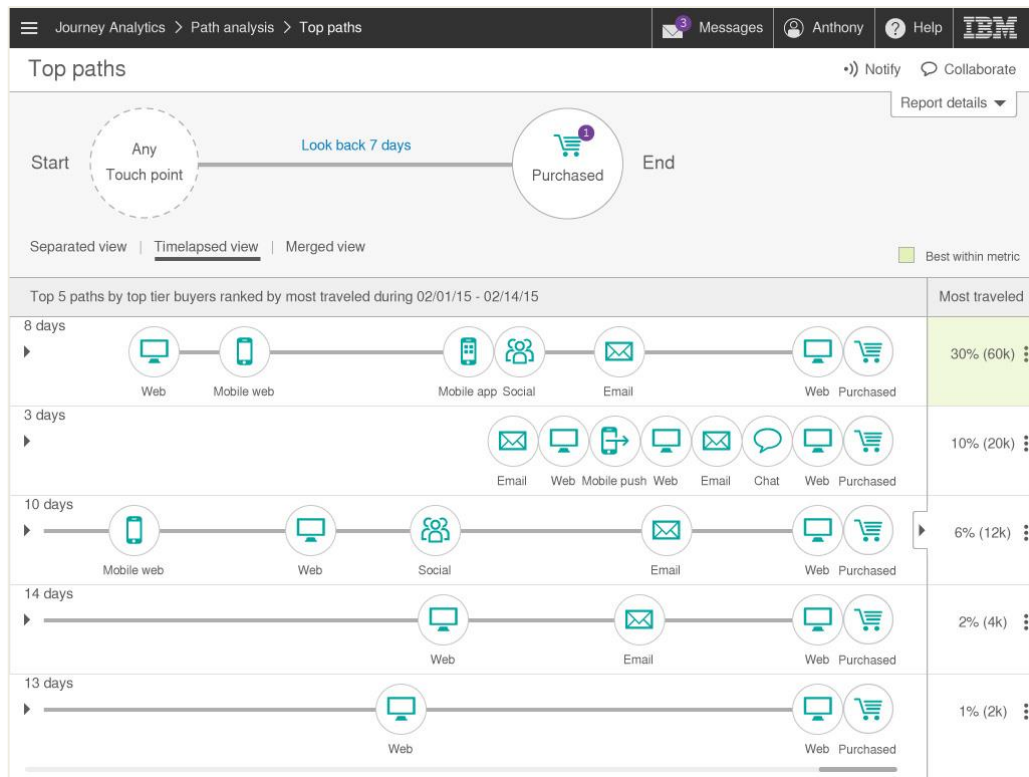 Journey Analytics > Path analysis > Top paths
3 Messages Anthony ? Help IBM
Top paths
Notify Collaborate
Report details
Start Any Touch point Look back 7 days 1 Purchased End
Separated view | Timelapsed view | Merged view
Best within metric
Top 5 paths by top tier buyers ranked by most traveled during 02/01/15 - 02/14/15 Most traveled
8 days
30% (60k)
Web Mobile web Mobile app Social Email Web Purchased
3 days
10% (20k)
Email Web Mobile push Web Email Chat Web Purchased
10 days
6% (12k)
Mobile web Web Social Email Web Purchased
14 days
2% (4k)
Web Email Web Purchased
13 days
1% (2k)
Web Web Purchased